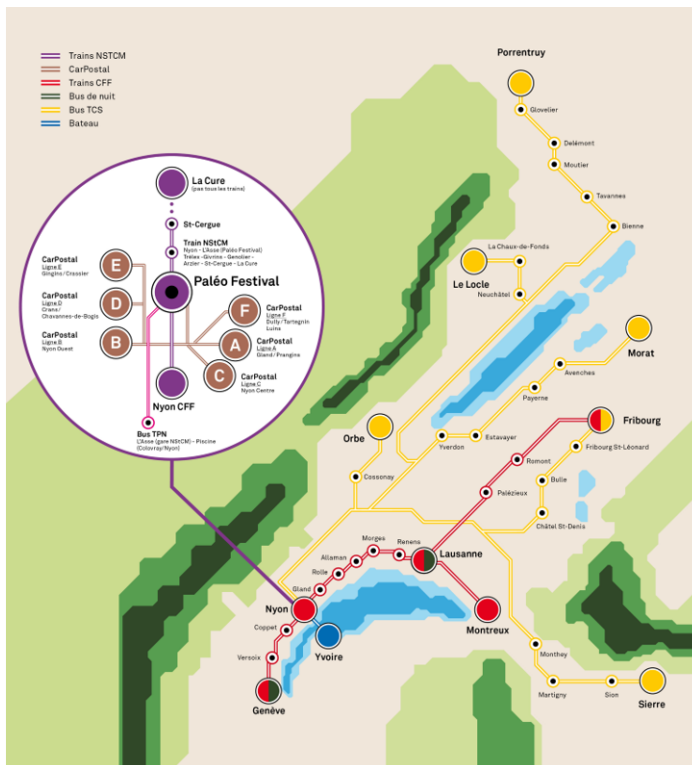 Trains NSTCM
CarPostal
Trains CFF
Bus de nuit
Bus TCS
Bateau
Porrentruy
Glovelier
Delémont
Moutier
Tavannes
Bienne
La Chaux-de-Fonds
Le Locle
Neuchâtel
Morat
Avenches
Payerne
Estavayer
Yverdon
Orbe
Cossonay
Fribourg
Fribourg St-Léonard
Romont
Bulle
Palézieux
Châtel St-Denis
Lausanne
Renens
Morges
Allaman
Rolle
Gland
Nyon
Coppet
Versoix
Genève
Yvoire
Montreux
Monthey
Martigny
Sion
Sierre
La Cure
(pas tous les trains)
St-Cergue
Train NStCM
Nyon - L'Asse (Paléo Festival)
Trélex - Givrins - Genolier -
Arzier - St-Cergue - La Cure
Paléo Festival
E
CarPostal
Ligne E
Gingins/Crassier
D
CarPostal
Ligne D
Crans/
Chavannes-de-Bogis
B
CarPostal
Ligne B
Nyon Ouest
F
CarPostal
Ligne F
Dully/Tartegnin
Luins
A
CarPostal
Ligne A
Gland/Prangins
C
CarPostal
Ligne C
Nyon Centre
Nyon CFF
Bus TPN
L'Asse (gare NStCM) - Piscine
(Colovray/Nyon)